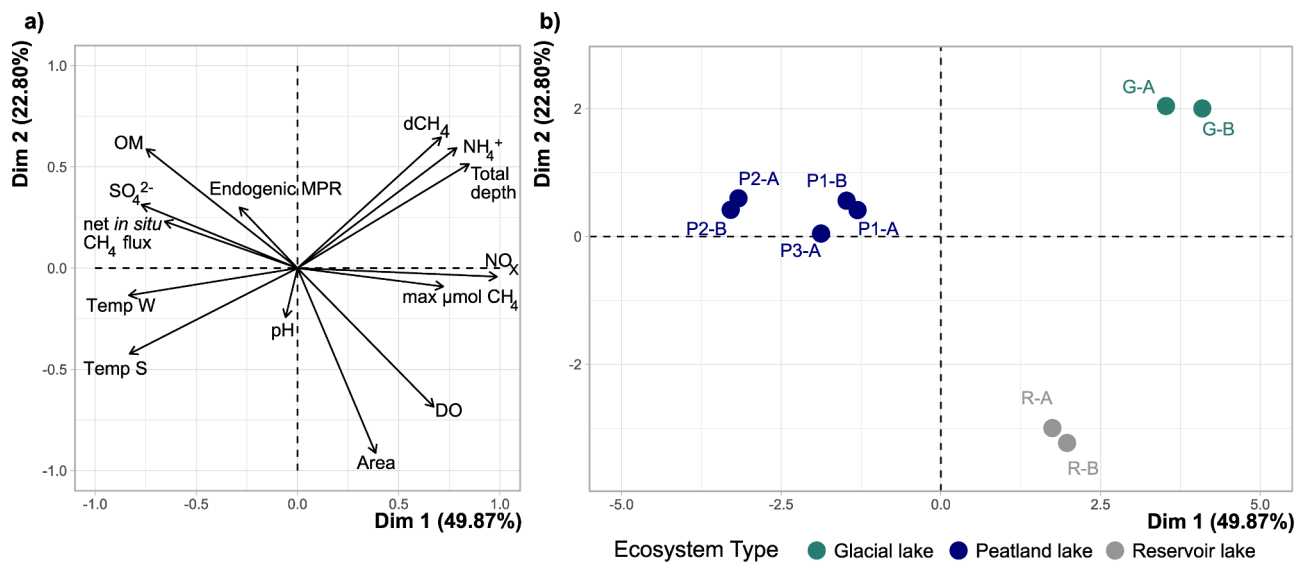 a)
Dim 2 (22.80%)
1.0
0.5
0.0
-0.5
-1.0
OM
SO₄²⁻
net in situ
CH₄ flux
Endogenic MPR
dCH₄
NH₄⁺
Total
depth
NOₓ
max µmol CH₄
Temp W
Temp S
pH
DO
Area
-1.0 -0.5 0.0 0.5 1.0
Dim 1 (49.87%)
b)
Dim 2 (22.80%)
2
0
-2
G-A
G-B
P2-A
P2-B
P1-B
P1-A
P3-A
R-A
R-B
-5.0 -2.5 0.0 2.5 5.0
Dim 1 (49.87%)
Ecosystem Type Glacial lake Peatland lake Reservoir lake